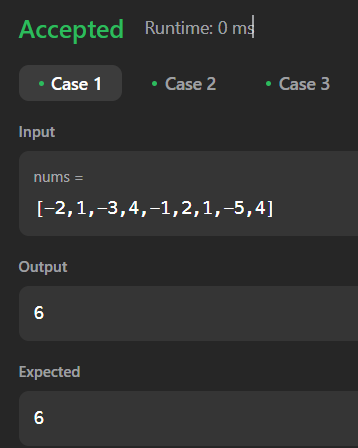 Accepted Runtime: 0 ms
• Case 1 • Case 2 • Case 3
Input
nums =
[-2,1,-3,4,-1,2,1,-5,4]
Output
6
Expected
6